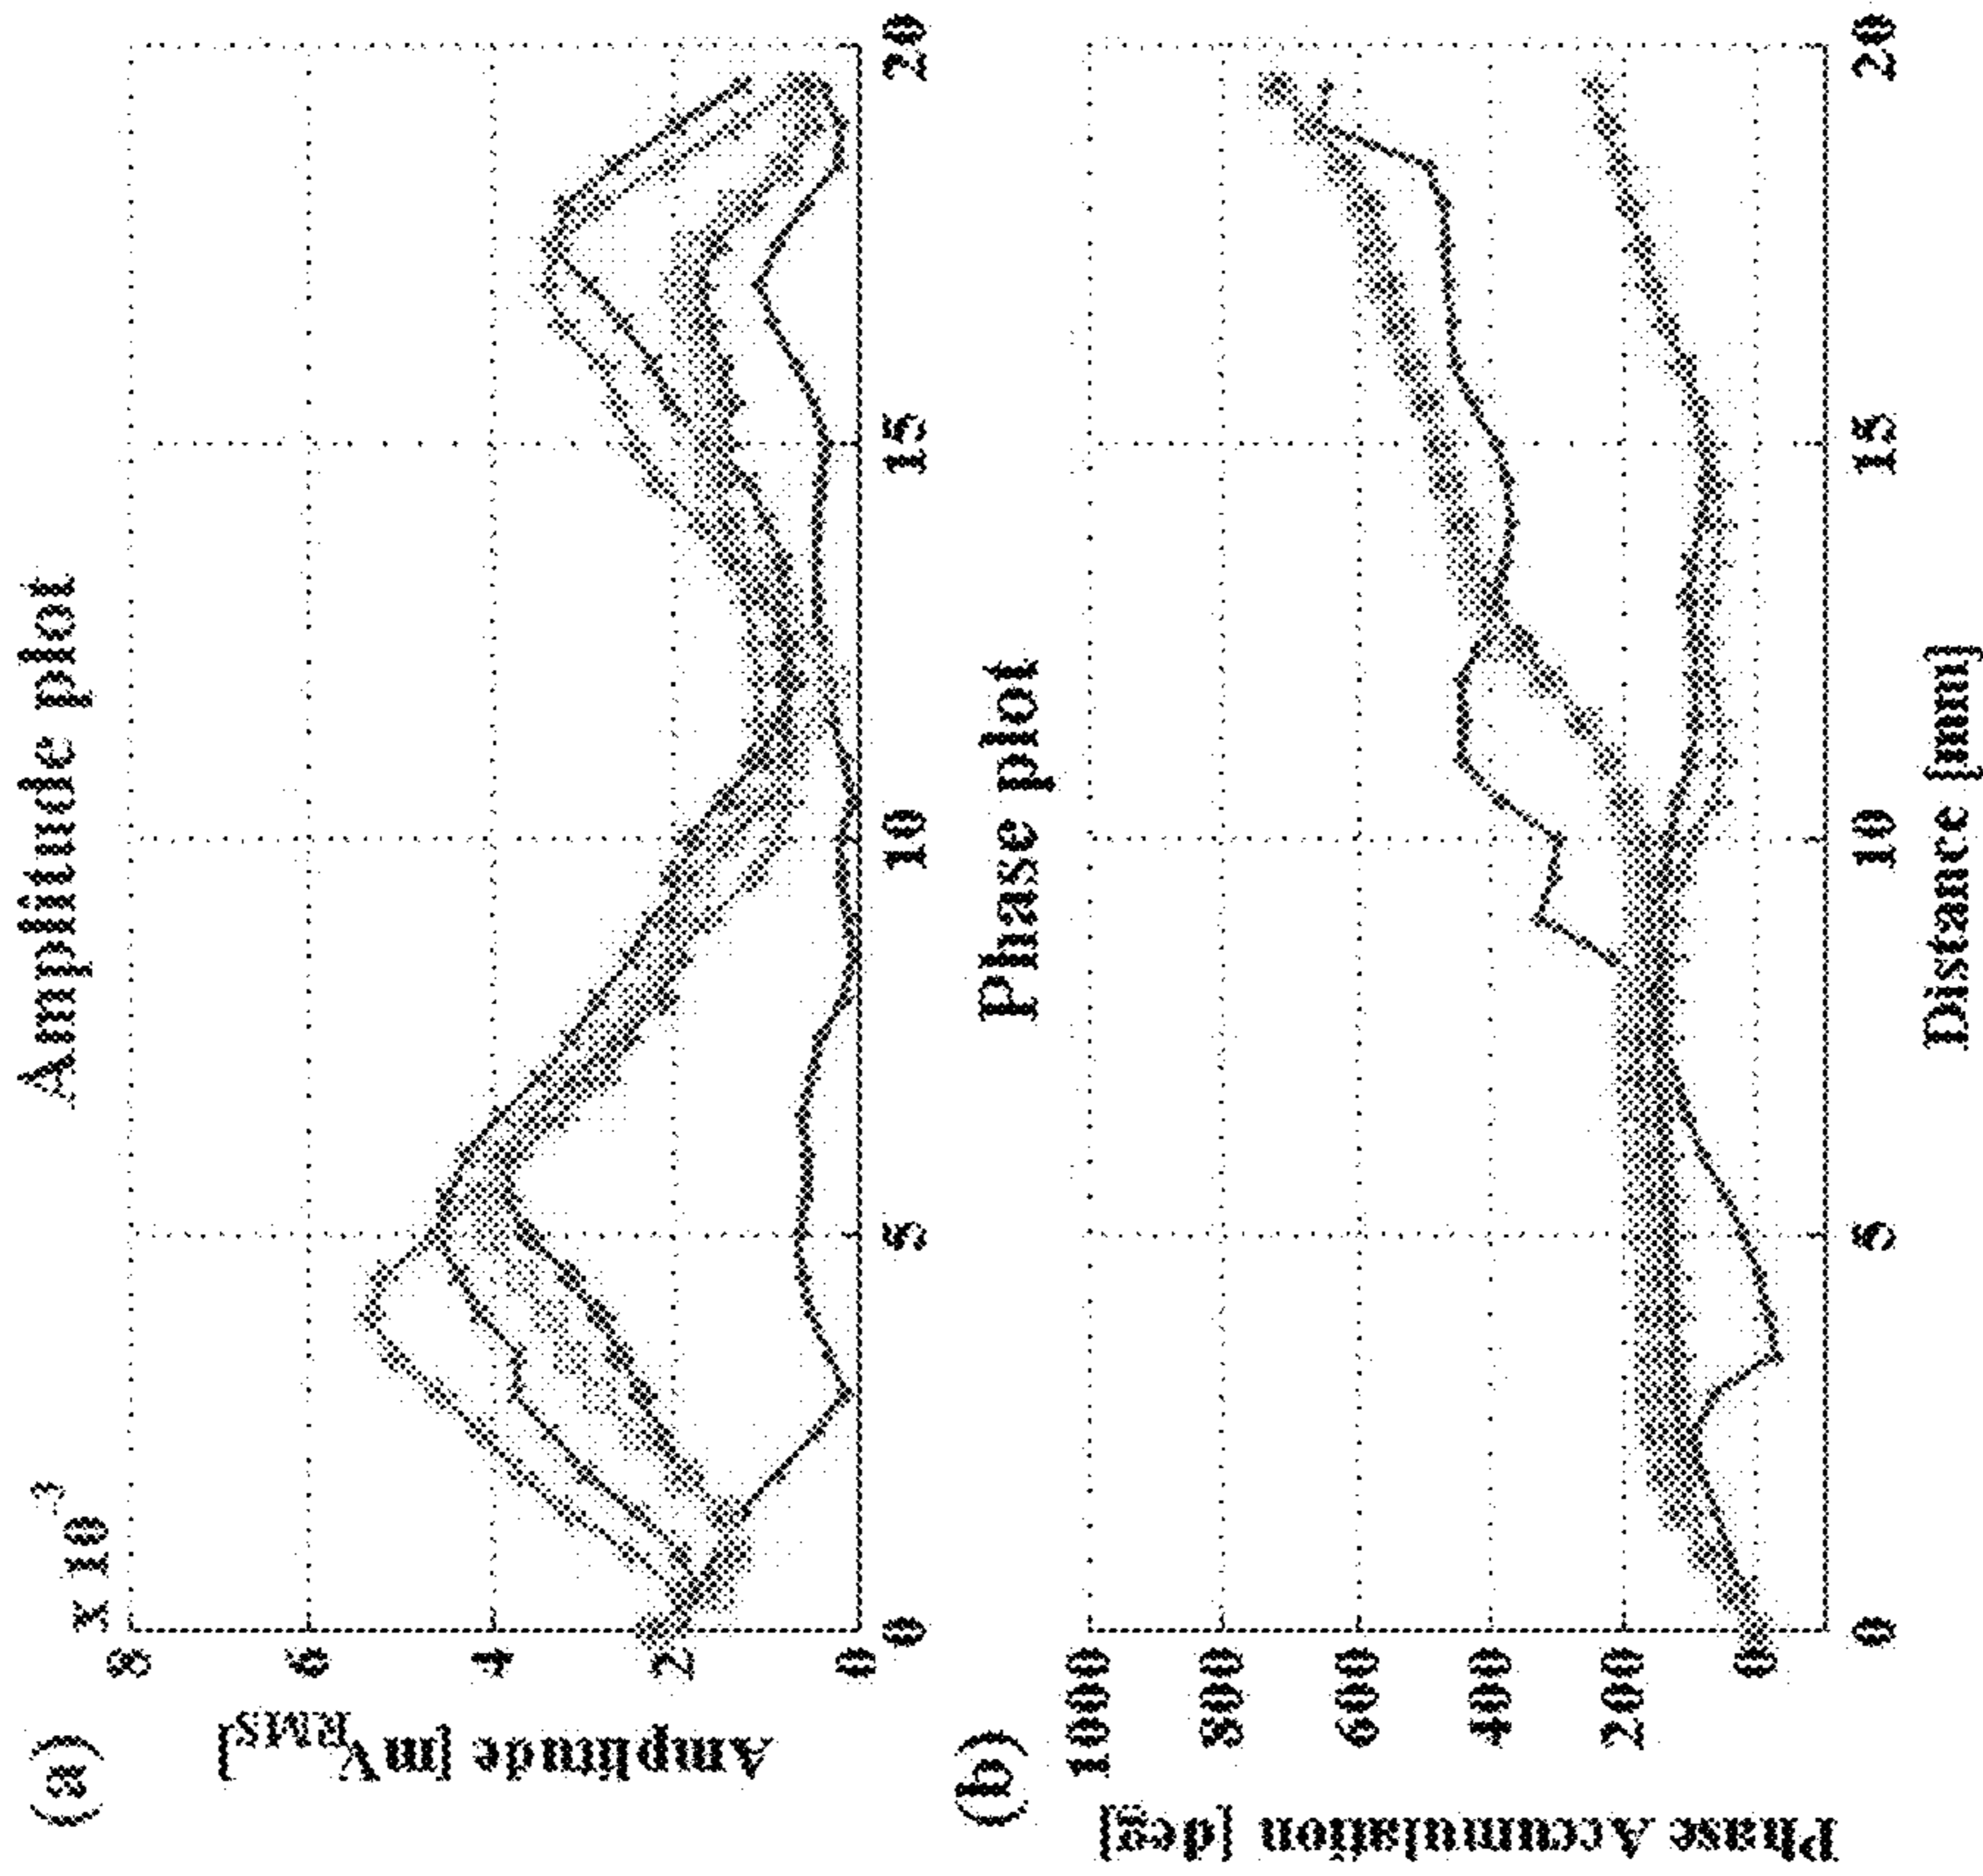 (a)
x 10-3
Amplitude plot
Amplitude [mVRMS]
8
6
4
2
0
0
5
10
15
20
(b)
Phase plot
Phase Accumulation [deg]
1000
800
600
400
200
0
0
5
10
15
20
Distance [mm]